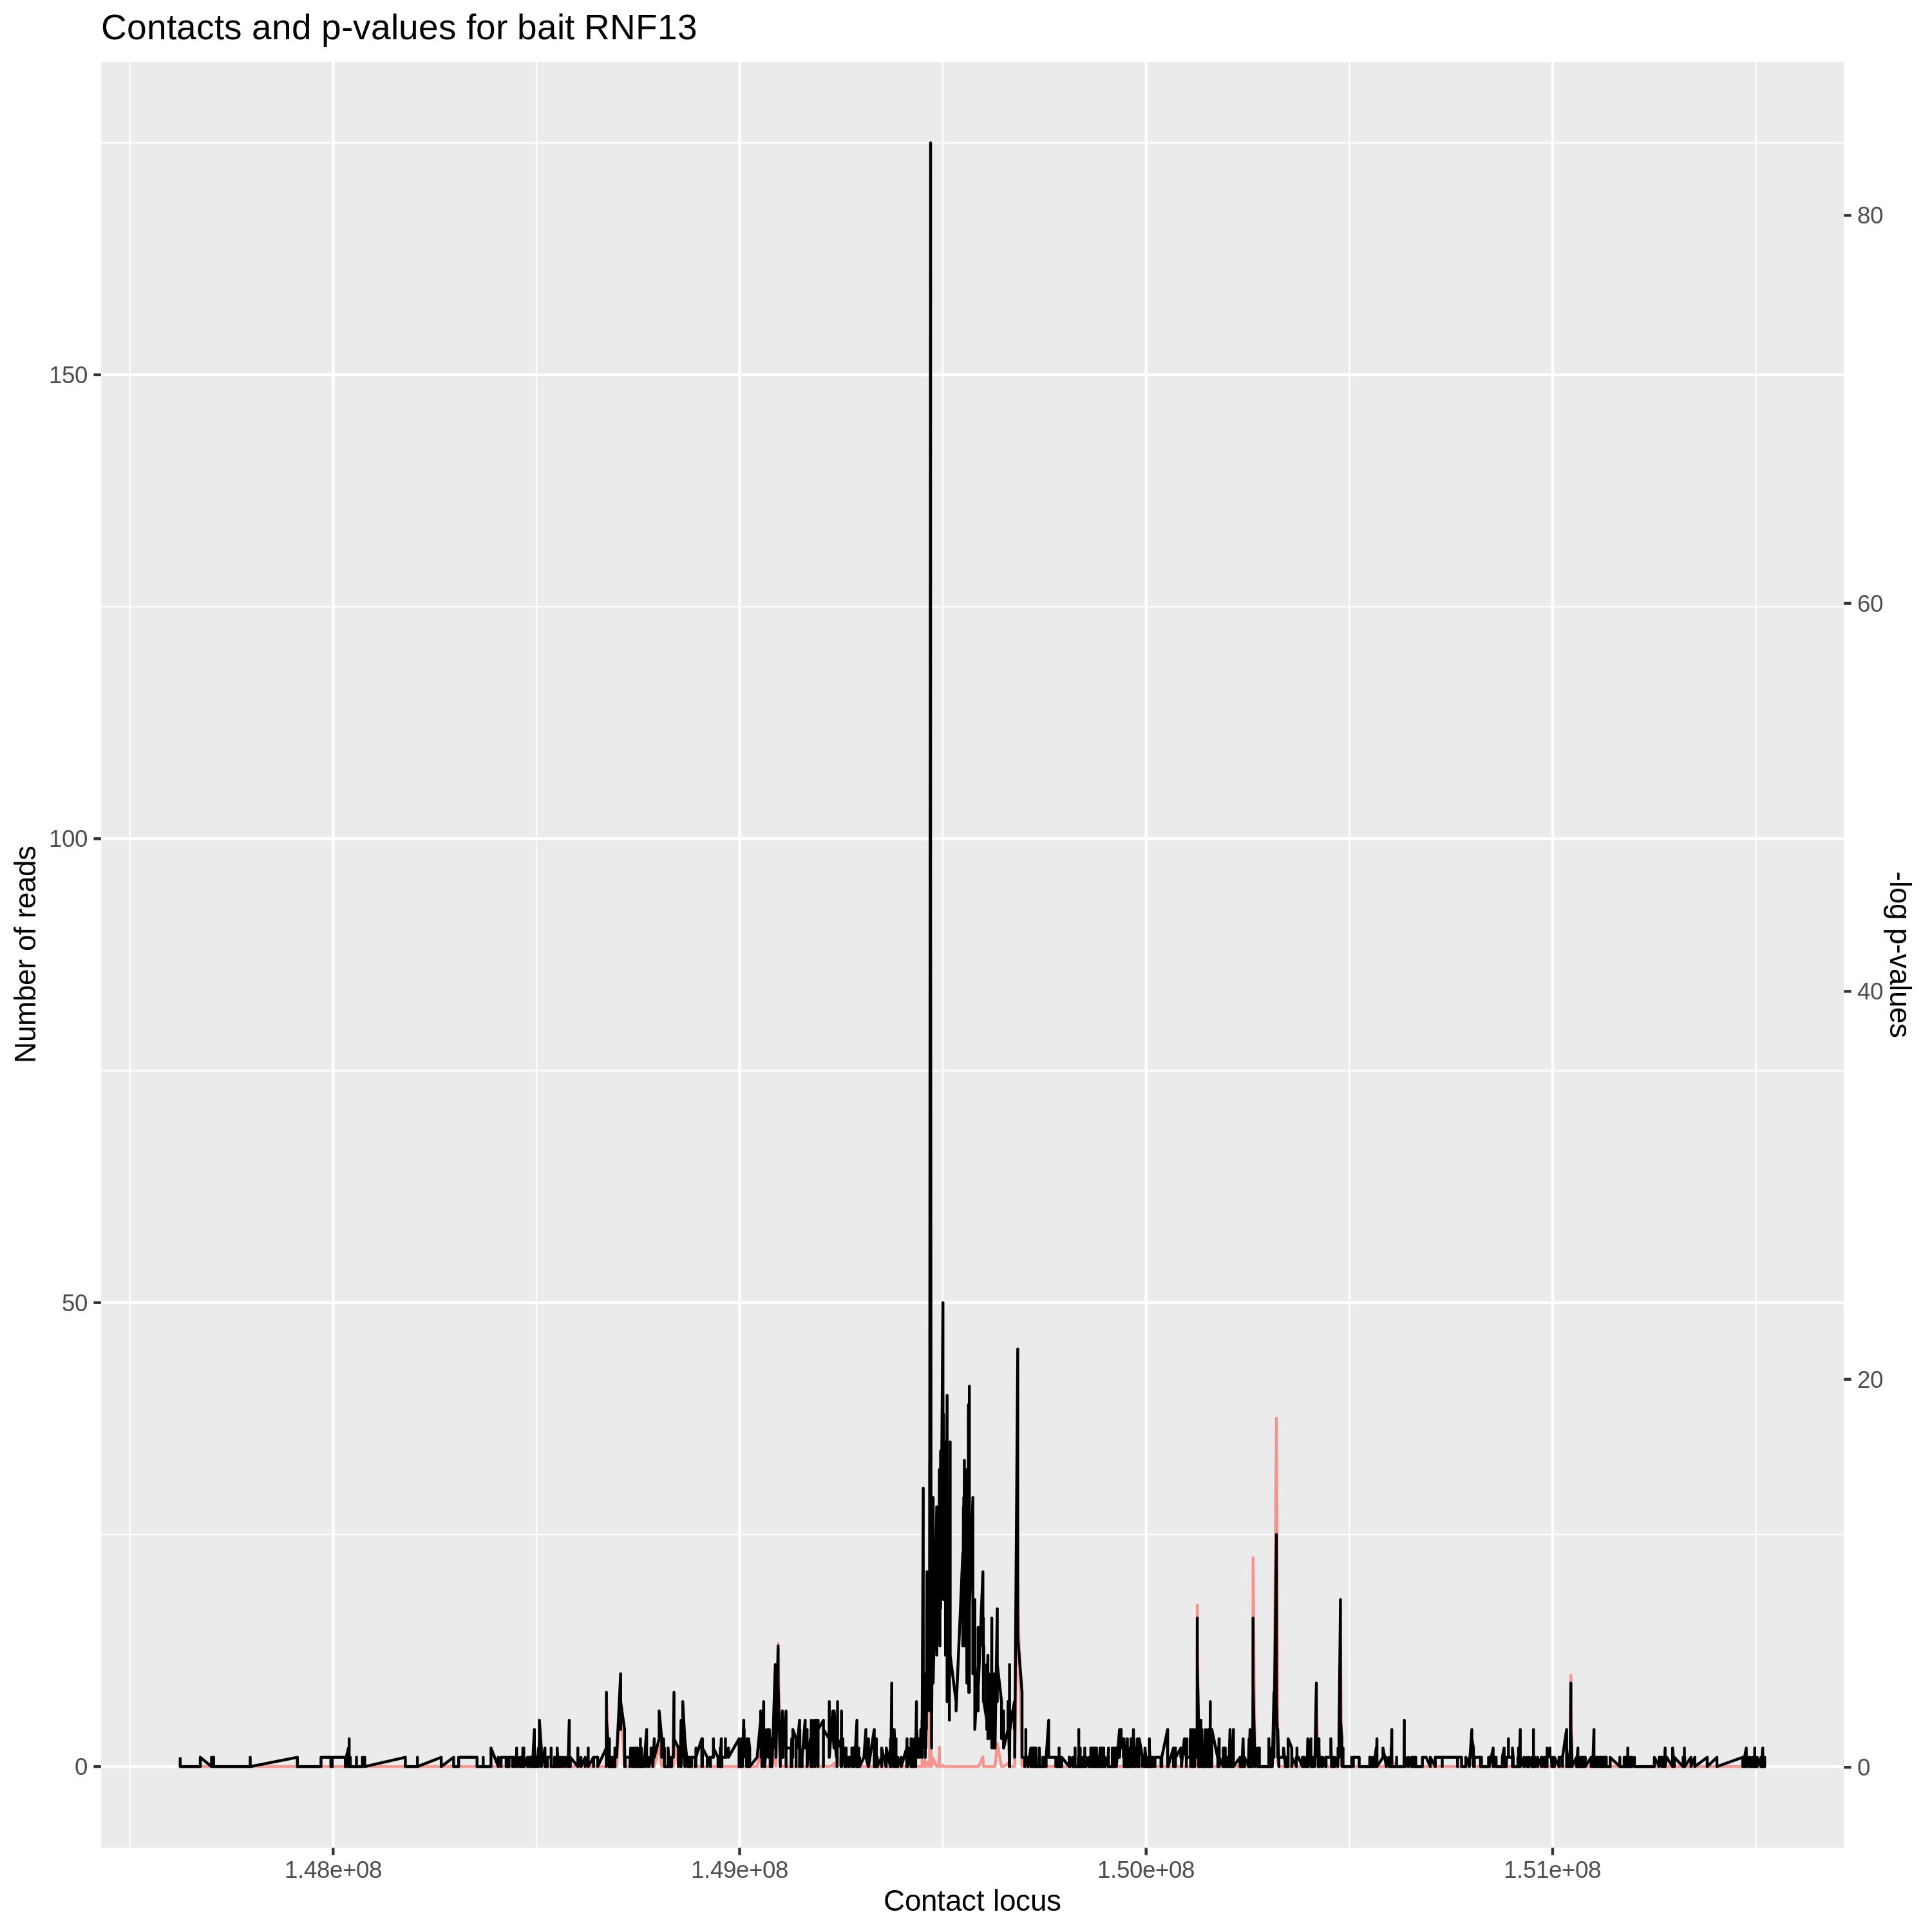 Contacts and p-values for bait RNF13
Number of reads
150
100
50
0
80
60
40
20
0
-log p-values
1.48e+08
1.49e+08
1.50e+08
1.51e+08
Contact locus